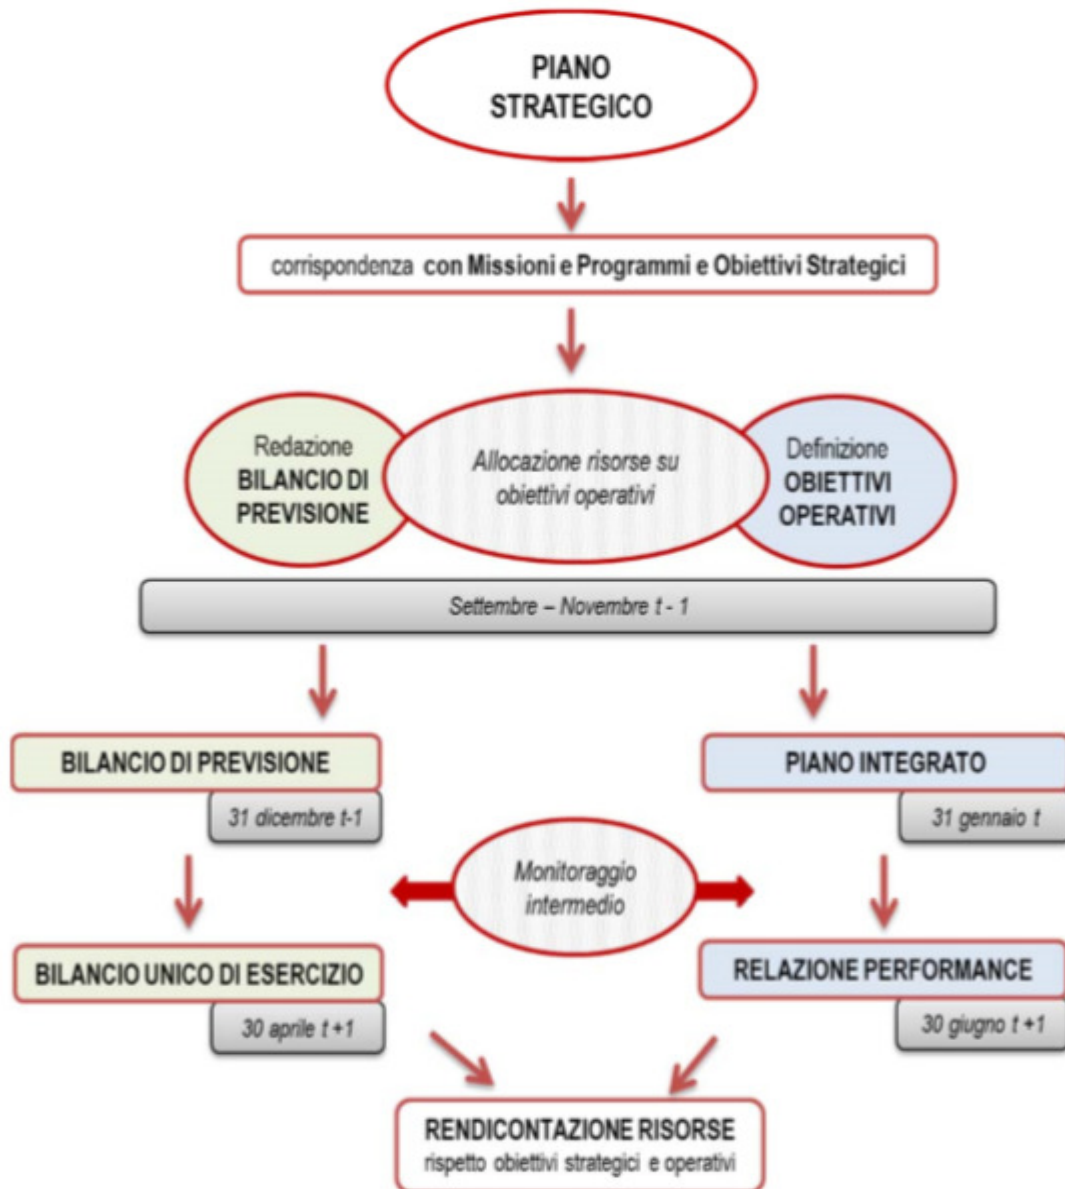 PIANO
STRATEGICO
corrispondenza con Missioni e Programmi e Obiettivi Strategici
Redazione
BILANCIO DI
PREVISIONE
Allocazione risorse su
obiettivi operativi
Definizione
OBIETTIVI
OPERATIVI
Settembre – Novembre t - 1
BILANCIO DI PREVISIONE
31 dicembre t-1
PIANO INTEGRATO
31 gennaio t
Monitoraggio
intermedio
BILANCIO UNICO DI ESERCIZIO
30 aprile t +1
RELAZIONE PERFORMANCE
30 giugno t +1
RENDICONTAZIONE RISORSE
rispetto obiettivi strategici e operativi